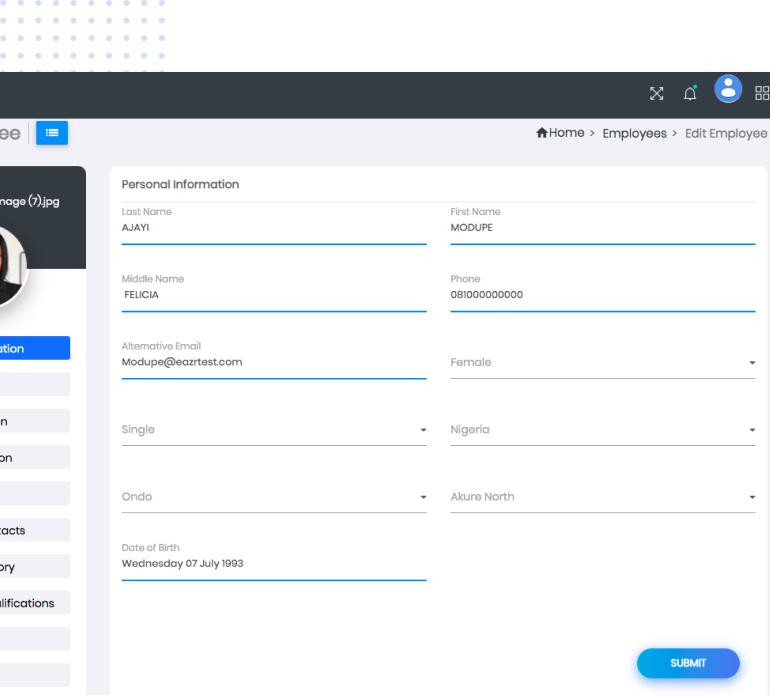 ee
Home > Employees > Edit Employee
mage (7).jpg
Personal Information
Last Name
AJAYI
First Name
MODUPE
Middle Name
FELICIA
Phone
081000000000
Alternative Email
Modupe@eazrtest.com
Female
Single
Nigeria
Ondo
Akure North
Date of Birth
Wednesday 07 July 1993
SUBMIT
ation
n
on
tacts
ory
lifications